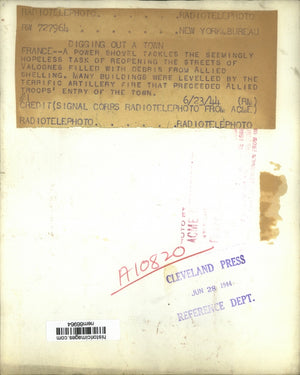 RADIOTELEPHOTO RADIOTELEPHOTO
RW 727964 NEW YORK BUREAU
DIGGING OUT A TOWN
FRANCE--A POWER SHOVEL TACKLES THE SEEMINGLY
HOPELESS TASK OF REOPENING THE STREETS OF
VALOGNES FILLED WITH DEBRIS FROM ALLIED
SHELLING. MANY BUILDINGS WERE LEVELLED BY THE
TERRIFIC ARTILLERY FIRE THAT PRECEEDED ALLIED
TROOPS' ENTRY OF THE TOWN.
6/23/44 (RM)
CREDIT(SIGNAL CORPS RADIOTELEPHOTO FROM ACME)
RADIOTELEPHOTO RADIOTELEPHOTO
ACME
A10820
CLEVELAND PRESS
JUN 28 1944
REFERENCE DEPT.
historicimages.com